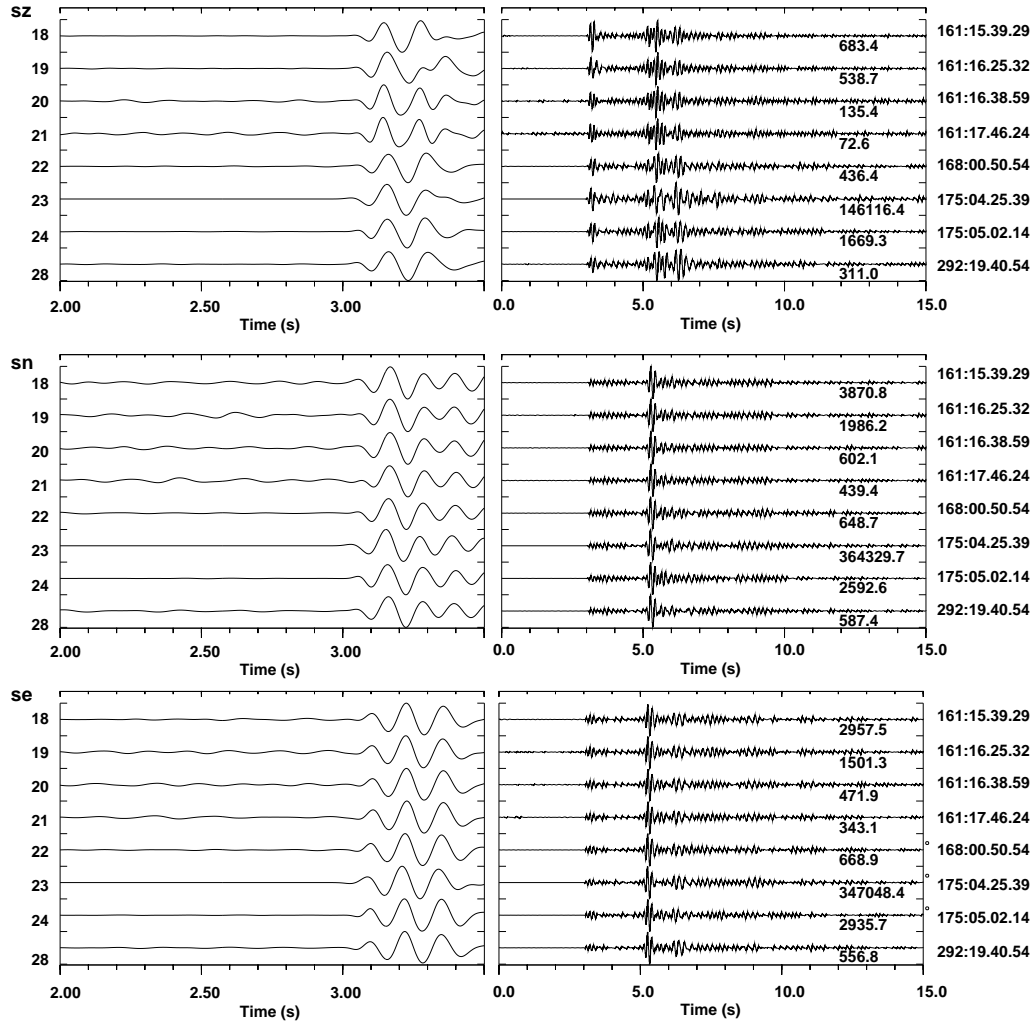 sz
18 683.4 161:15.39.29
19 538.7 161:16.25.32
20 135.4 161:16.38.59
21 72.6 161:17.46.24
22 436.4 168:00.50.54
23 146116.4 175:04.25.39
24 1669.3 175:05.02.14
28 311.0 292:19.40.54
2.00 2.50 3.00 0.0 5.0 10.0 15.0
Time (s) Time (s)
sn
18 3870.8 161:15.39.29
19 1986.2 161:16.25.32
20 602.1 161:16.38.59
21 439.4 161:17.46.24
22 648.7 168:00.50.54
23 364329.7 175:04.25.39
24 2592.6 175:05.02.14
28 587.4 292:19.40.54
2.00 2.50 3.00 0.0 5.0 10.0 15.0
Time (s) Time (s)
se
18 2957.5 161:15.39.29
19 1501.3 161:16.25.32
20 471.9 161:16.38.59
21 343.1 161:17.46.24
22 668.9 ° 168:00.50.54
23 347048.4 ° 175:04.25.39
24 2935.7 ° 175:05.02.14
28 556.8 292:19.40.54
2.00 2.50 3.00 0.0 5.0 10.0 15.0
Time (s) Time (s)